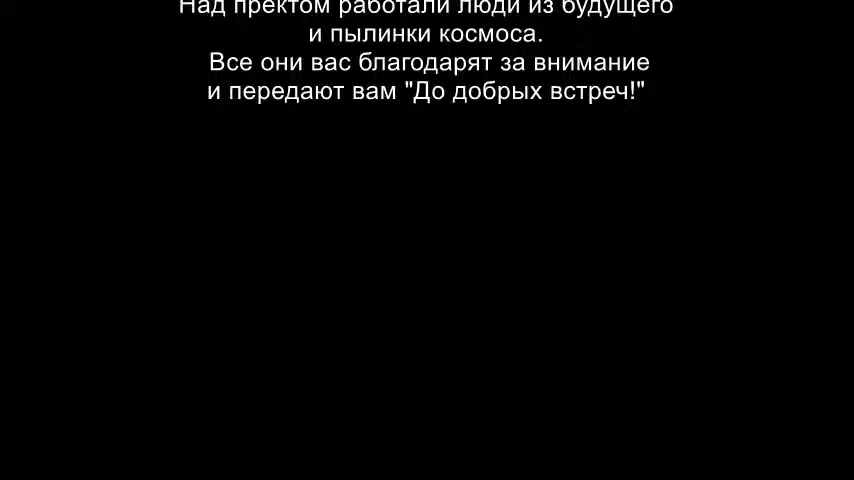 Над пректом работали люди из будущего
и пылинки космоса.
Все они вас благодарят за внимание
и передают вам "До добрых встреч!"